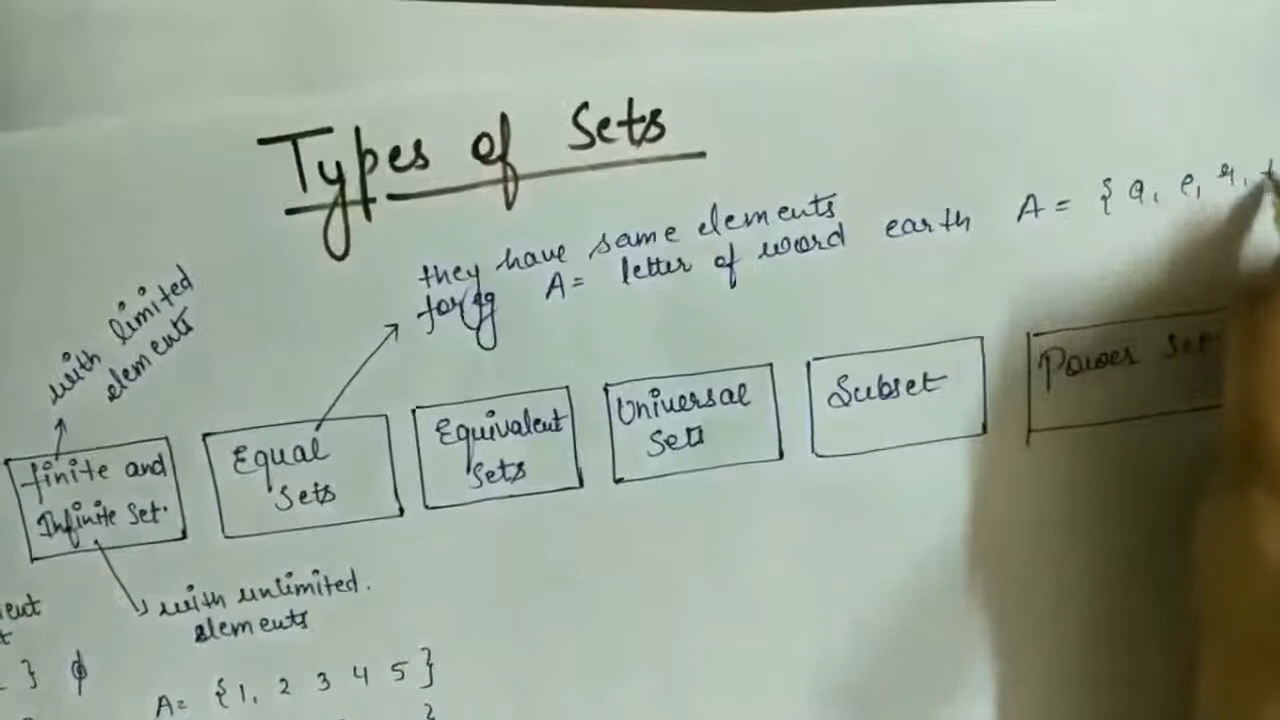 Types of Sets
they have same elements
for eg A = letter of word earth A = { a, e, r, t
with limited
elements
finite and
Infinite Set.
Equal
Sets
Equivalent
Sets
Universal
Sets
Subset
Power Set
with unlimited.
elements
} φ
A = {1, 2 3 4 5 }